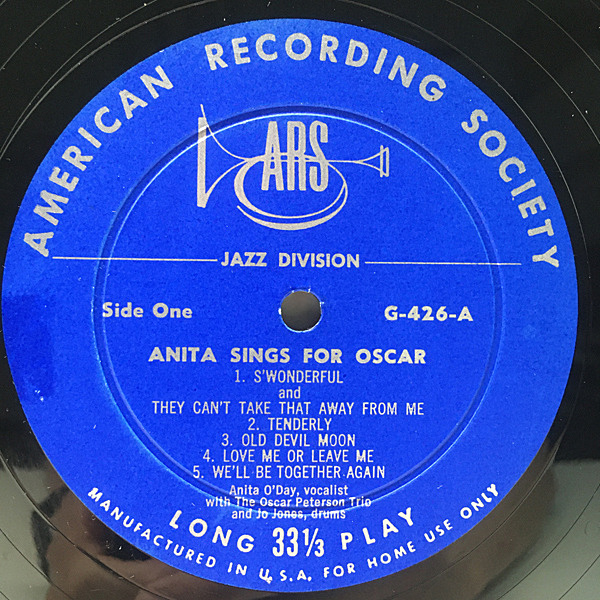 AMERICAN RECORDING SOCIETY
ARS
JAZZ DIVISION
Side One
G-426-A
ANITA SINGS FOR OSCAR
1. S'WONDERFUL
and
THEY CAN'T TAKE THAT AWAY FROM ME
2. TENDERLY
3. OLD DEVIL MOON
4. LOVE ME OR LEAVE ME
5. WE'LL BE TOGETHER AGAIN
Anita O'Day, vocalist
with The Oscar Peterson Trio
and Jo Jones, drums
LONG 33⅓ PLAY
MANUFACTURED IN U.S.A. FOR HOME USE ONLY